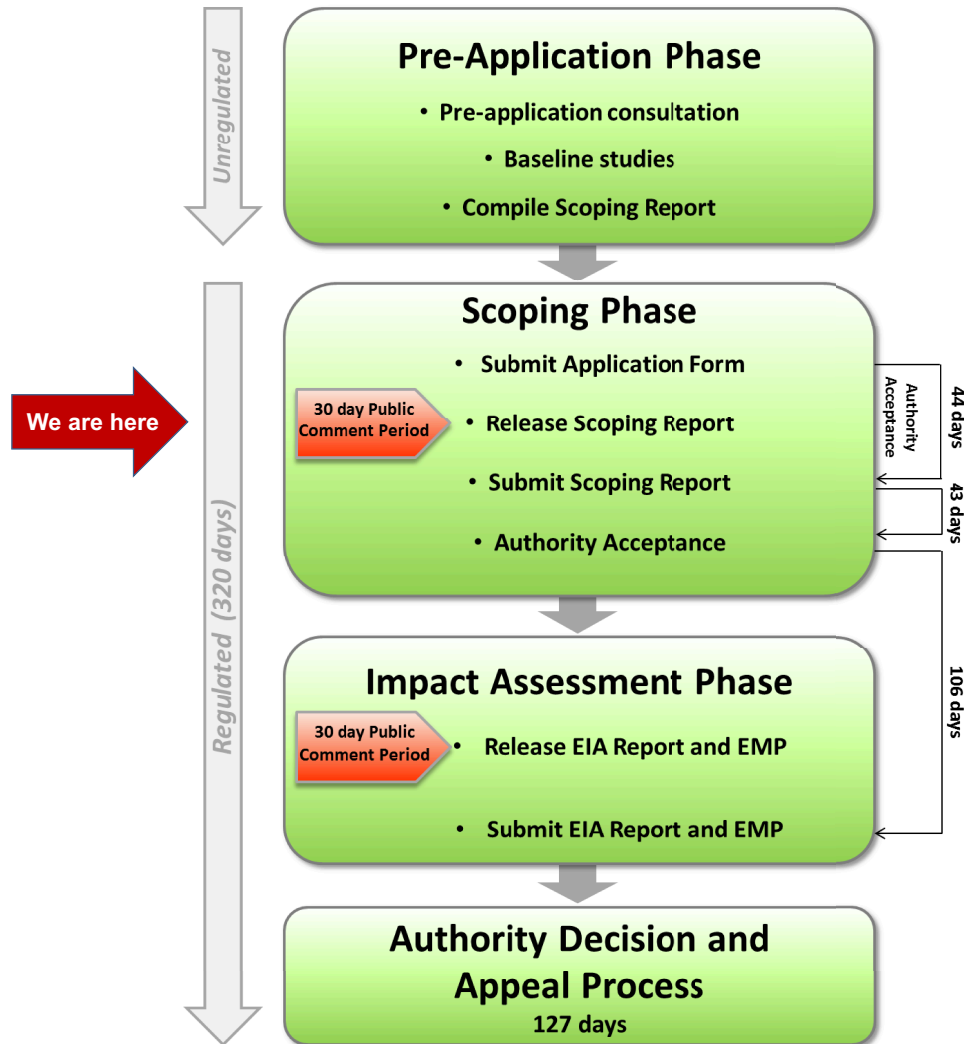 Unregulated
Pre-Application Phase
• Pre-application consultation
• Baseline studies
• Compile Scoping Report
Regulated (320 days)
We are here
Scoping Phase
• Submit Application Form
30 day Public
Comment Period
• Release Scoping Report
• Submit Scoping Report
• Authority Acceptance
Authority
Acceptance
44 days
43 days
106 days
Impact Assessment Phase
30 day Public
Comment Period
• Release EIA Report and EMP
• Submit EIA Report and EMP
Authority Decision and
Appeal Process
127 days